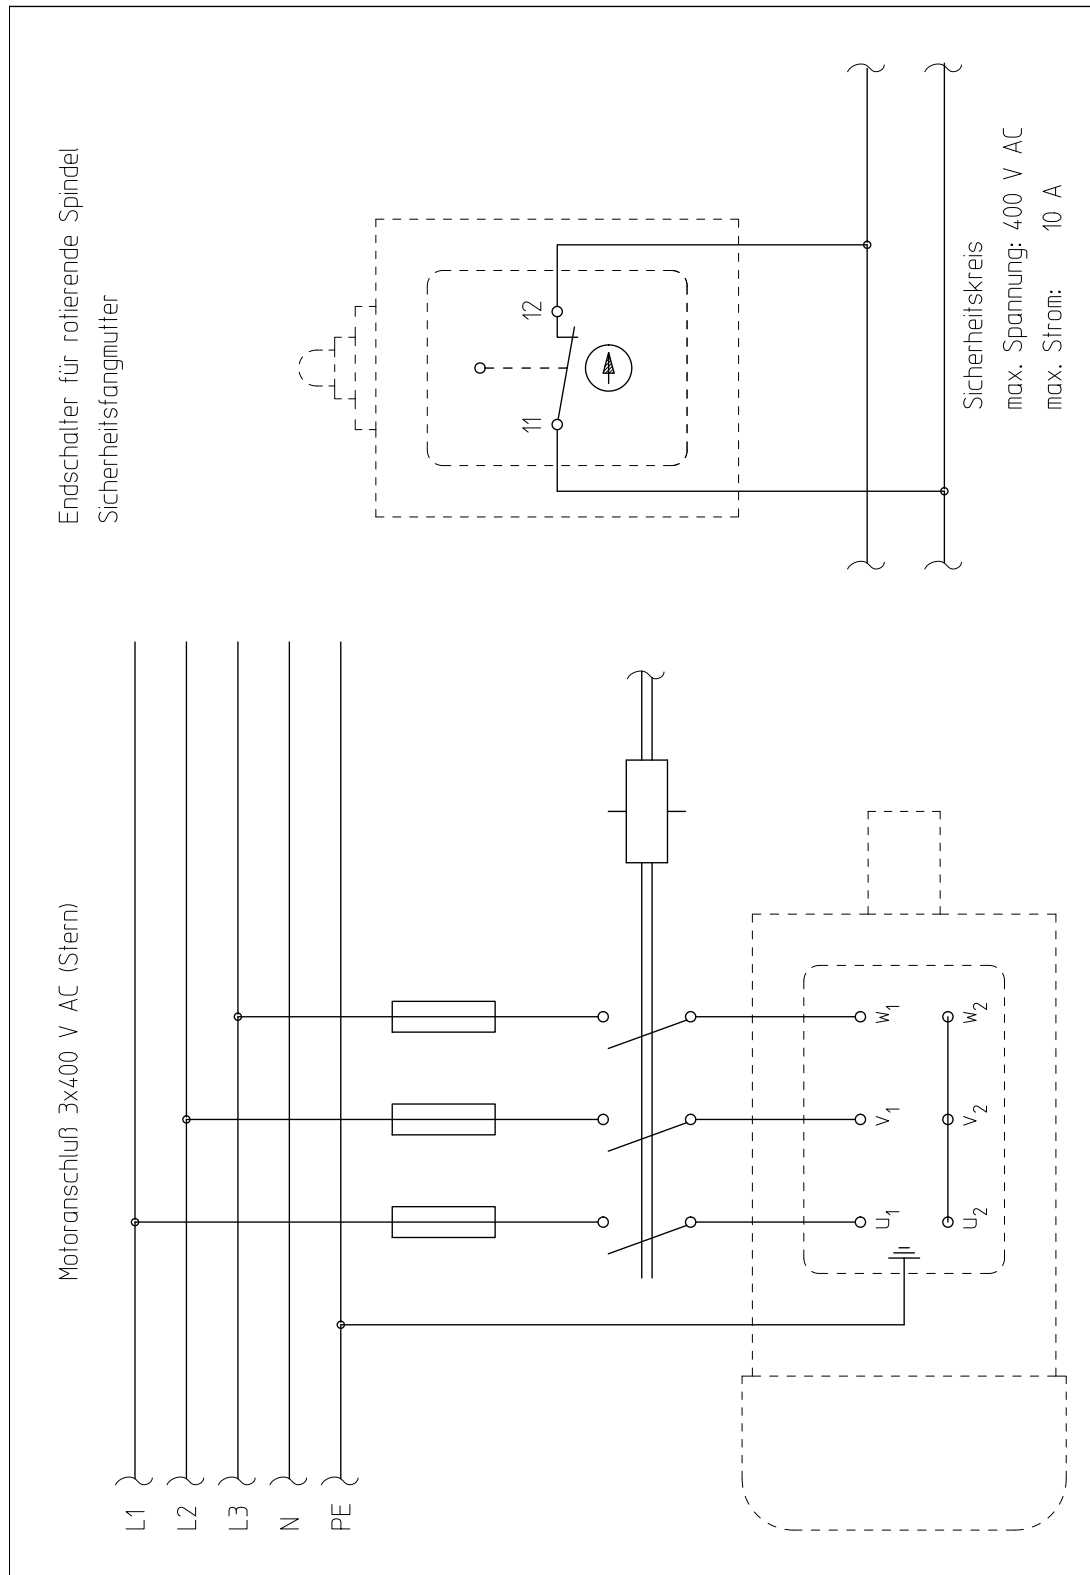 Motoranschluß 3x400 V AC (Stern)
L1
L2
L3
N
PE
U1
V1
W1
U2
V2
W2
Endschalter für rotierende Spindel
Sicherheitsfangmutter
11
12
Sicherheitskreis
max. Spannung: 400 V AC
max. Strom: 10 A